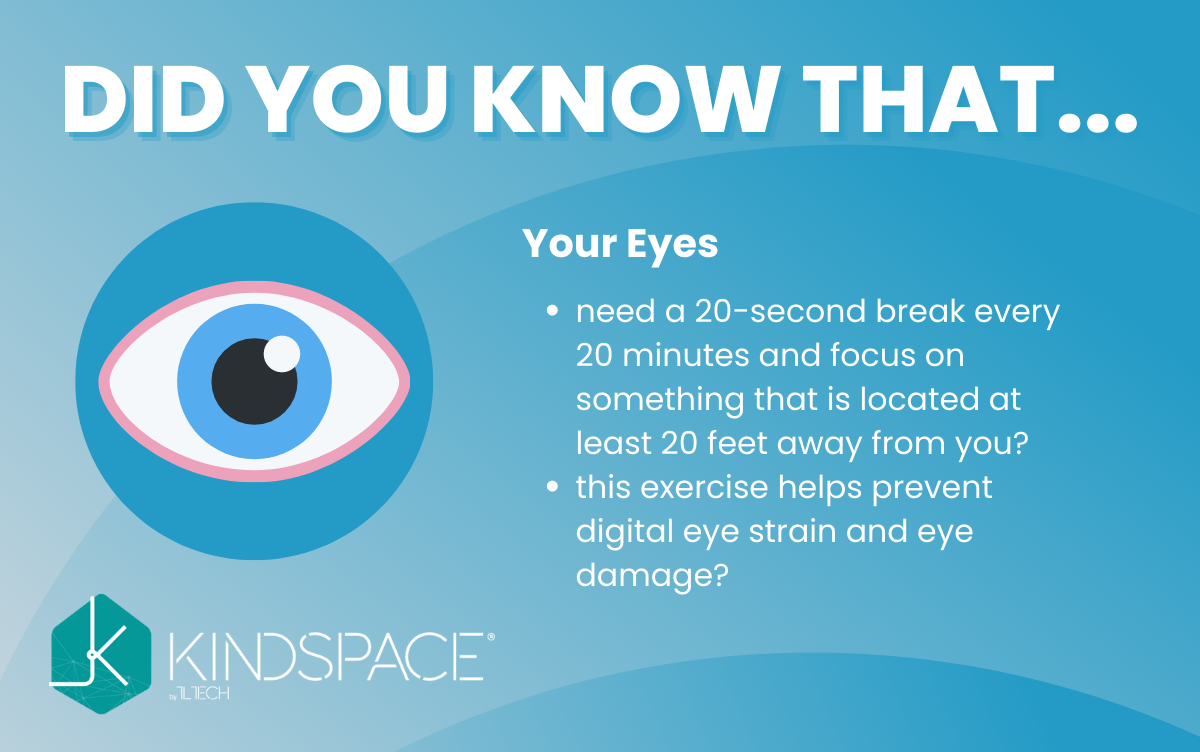 DID YOU KNOW THAT...
Your Eyes
• need a 20-second break every
20 minutes and focus on
something that is located at
least 20 feet away from you?
• this exercise helps prevent
digital eye strain and eye
damage?
KINDSPACE®
by TLTECH